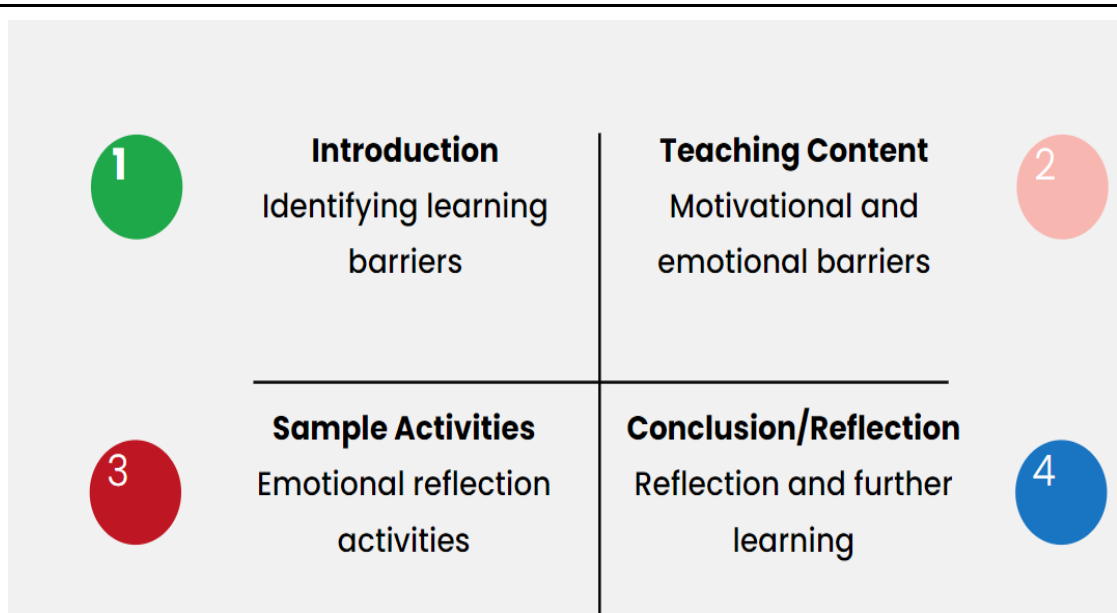 1
Introduction
Identifying learning
barriers
Teaching Content
Motivational and
emotional barriers
2
3
Sample Activities
Emotional reflection
activities
Conclusion/Reflection
Reflection and further
learning
4